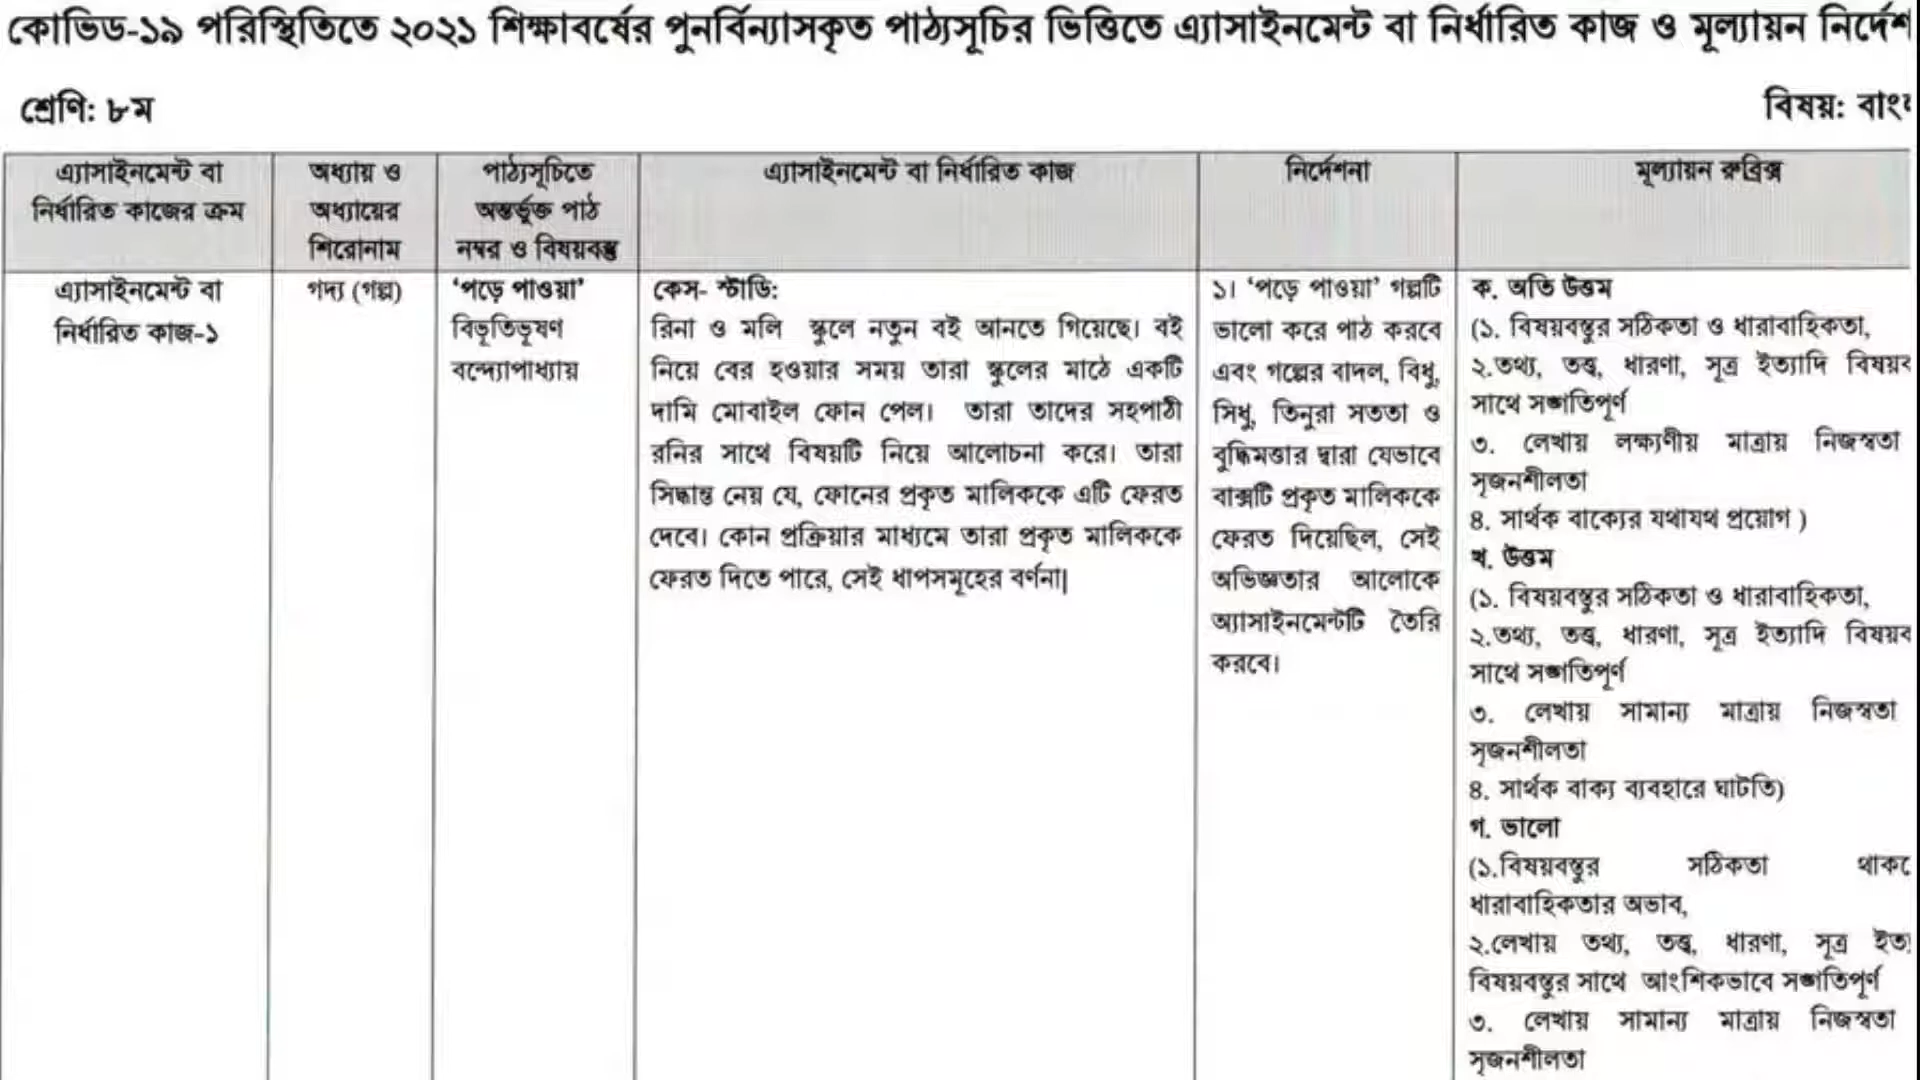 কোভিড-১৯ পরিস্থিতিতে ২০২১ শিক্ষাবর্ষের পুনর্বিন্যাসকৃত পাঠ্যসূচির ভিত্তিতে এ্যাসাইনমেন্ট বা নির্ধারিত কাজ ও মূল্যায়ন
শ্রেণি: ৮ম
বিষয়:
এ্যাসাইনমেন্ট বা
নির্ধারিত কাজের ক্রম
অধ্যায় ও
অধ্যায়ের
শিরোনাম
পাঠ্যসূচিতে
অন্তর্ভুক্ত পাঠ
নম্বর ও বিষয়বস্তু
এ্যাসাইনমেন্ট বা নির্ধারিত কাজ
নির্দেশনা
মূল্যায়ন রুব্রিক্স
এ্যাসাইনমেন্ট বা
নির্ধারিত কাজ-১
গদ্য (গল্প)
‘পড়ে পাওয়া’
বিভূতিভূষণ
বন্দ্যোপাধ্যায়
কেস- স্টাডি:
রিনা ও মলি স্কুলে নতুন বই আনতে গিয়েছে। বই
নিয়ে বের হওয়ার সময় তারা স্কুলের মাঠে একটি
দামি মোবাইল ফোন পেল। তারা তাদের সহপাঠী
রনির সাথে বিষয়টি নিয়ে আলোচনা করে। তারা
সিদ্ধান্ত নেয় যে, ফোনের প্রকৃত মালিককে এটি ফেরত
দেবে। কোন প্রক্রিয়ার মাধ্যমে তারা প্রকৃত মালিককে
ফেরত দিতে পারে, সেই ধাপসমূহের বর্ণনা|
১। ‘পড়ে পাওয়া’ গল্পটি
ভালো করে পাঠ করবে
এবং গল্পের বাদল, বিধু,
সিধু, তিনুরা সততা ও
বুদ্ধিমত্তার দ্বারা যেভাবে
বাক্সটি প্রকৃত মালিককে
ফেরত দিয়েছিল, সেই
অভিজ্ঞতার আলোকে
অ্যাসাইনমেন্টটি তৈরি
করবে।
ক. অতি উত্তম
(১. বিষয়বস্তুর সঠিকতা ও ধারাবাহিকতা,
২.তথ্য, তত্ত্ব, ধারণা, সূত্র ইত্যাদি
সাথে সঙ্গতিপূর্ণ
৩. লেখায় লক্ষ্যণীয় মাত্রায় নিজস্বতা
সৃজনশীলতা
৪. সার্থক বাক্যের যথাযথ প্রয়োগ )
খ. উত্তম
(১. বিষয়বস্তুর সঠিকতা ও ধারাবাহিকতা,
২.তথ্য, তত্ত্ব, ধারণা, সূত্র ইত্যাদি
সাথে সঙ্গতিপূর্ণ
৩. লেখায় সামান্য মাত্রায় নিজস্বতা
সৃজনশীলতা
৪. সার্থক বাক্য ব্যবহারে ঘাটতি)
গ. ভালো
(১.বিষয়বস্তুর সঠিকতা
ধারাবাহিকতার অভাব,
২.লেখায় তথ্য, তত্ত্ব, ধারণা, সূত্র
বিষয়বস্তুর সাথে আংশিকভাবে সঙ্গতিপূর্ণ
৩. লেখায় সামান্য মাত্রায় নিজস্বতা
সৃজনশীলতা